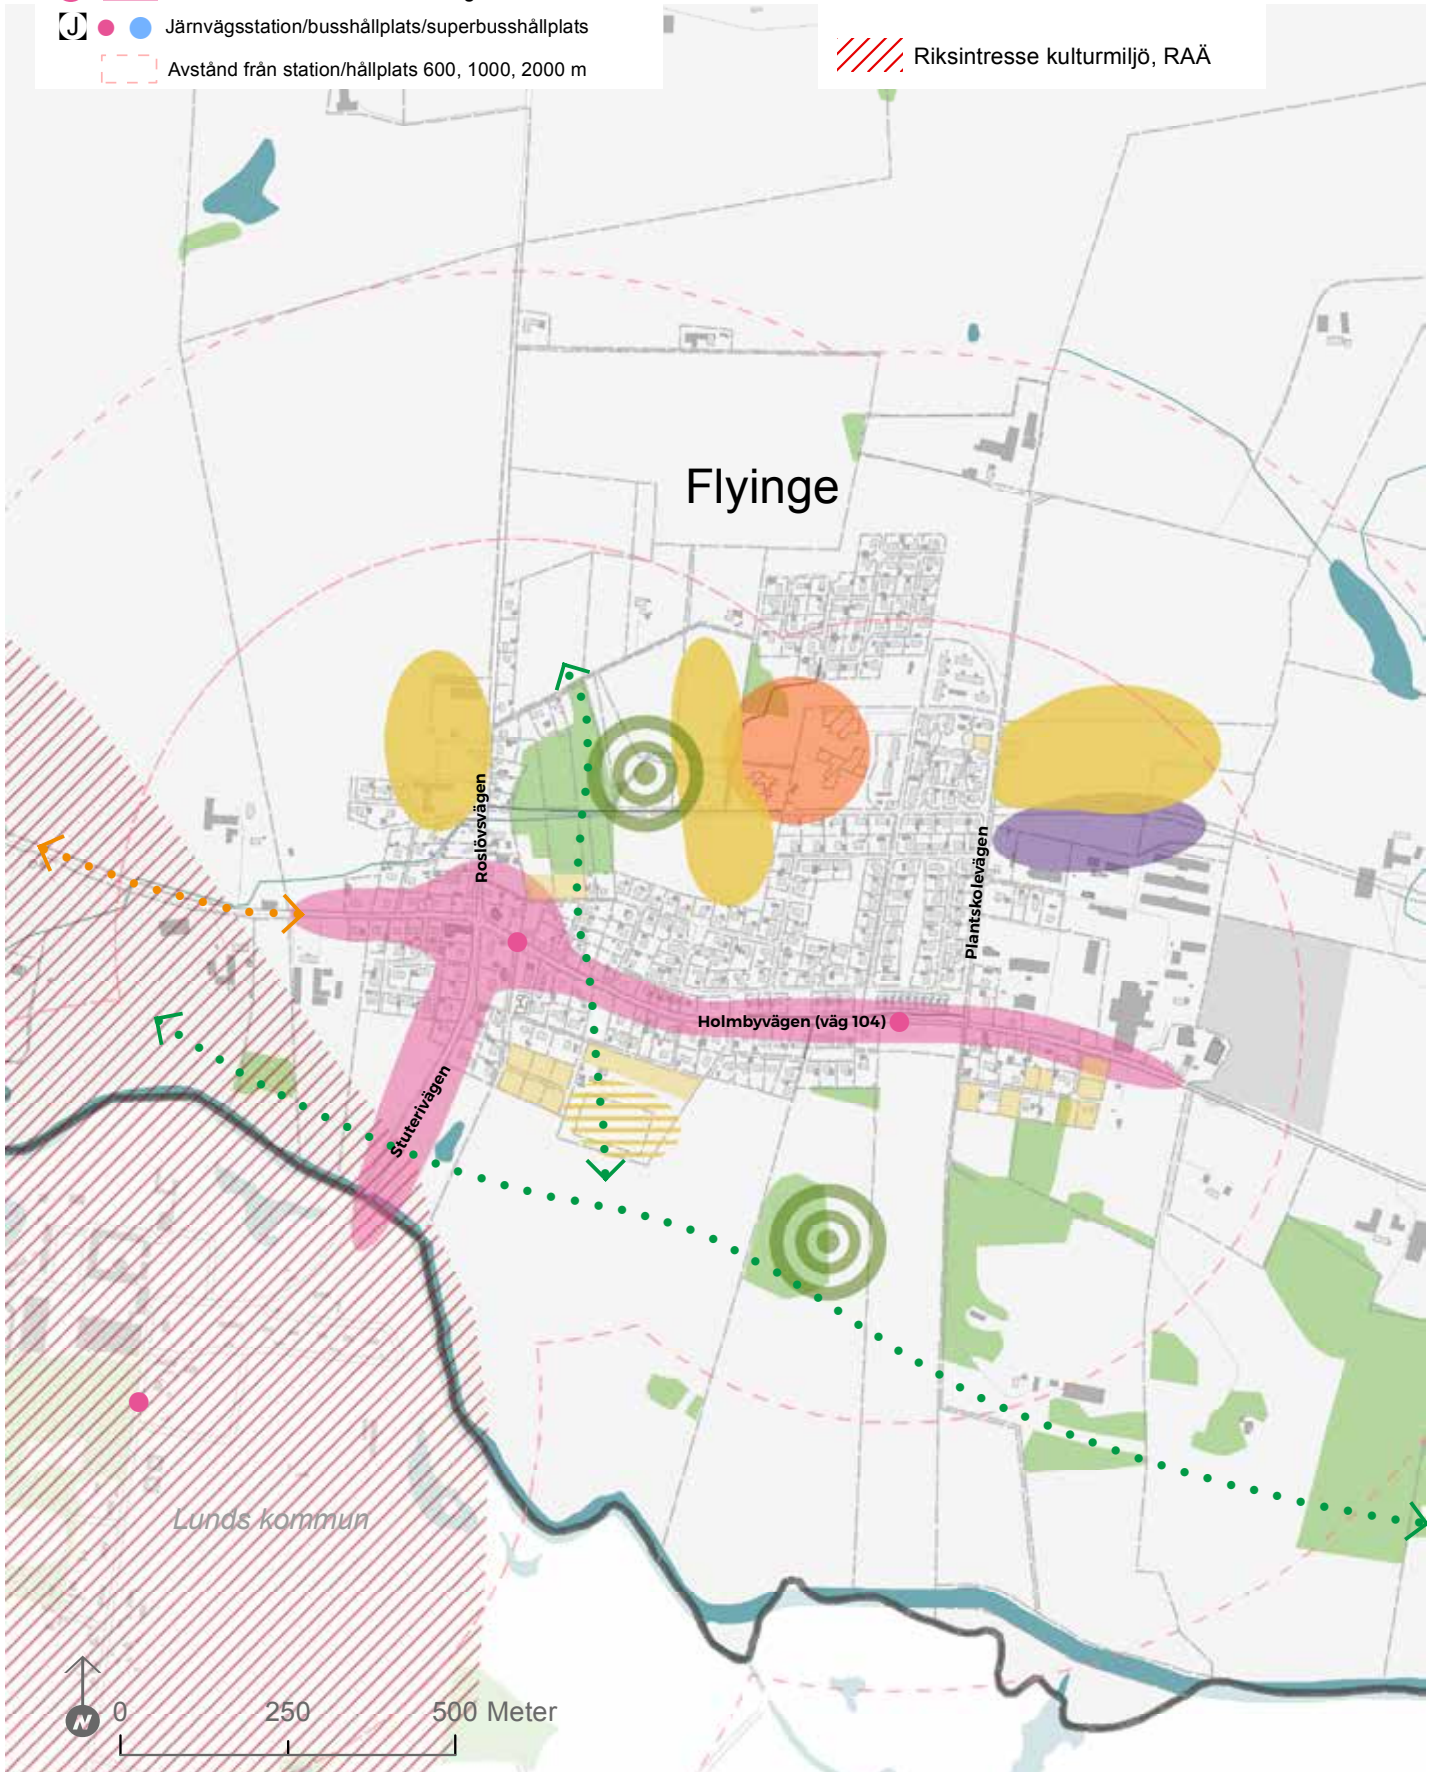 J
Järnvägsstation/busshållplats/superbusshållplats
Avstånd från station/hållplats 600, 1000, 2000 m
Riksintresse kulturmiljö, RAÄ
Flyinge
Roslövsvägen
Plantskolevägen
Holmbyvägen (väg 104)
Stuterivägen
Lunds kommun
N
0 250 500 Meter